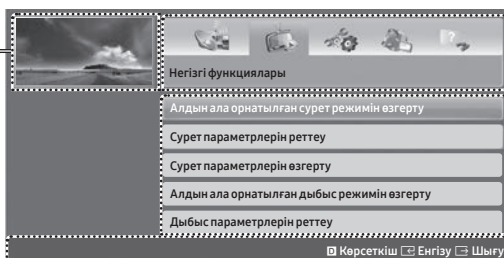 Негізгі функциялары
Алдын ала орнатылған сурет режимін өзгерту
Сурет параметрлерін реттеу
Сурет параметрлерін өзгерту
Алдын ала орнатылған дыбыс режимін өзгерту
Дыбыс параметрлерін реттеу
D Көрсеткіш Енгізу Шығу